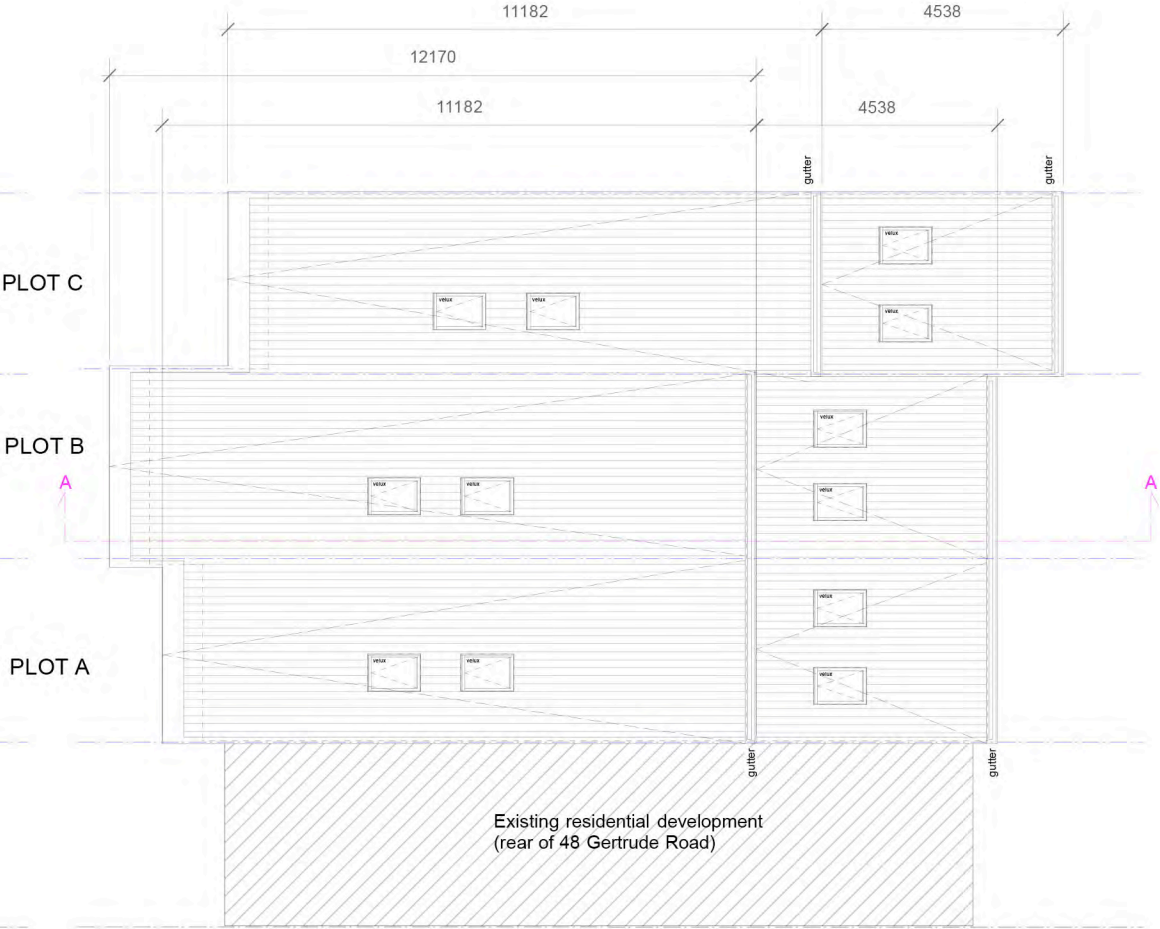 11182
4538
12170
11182
4538
gutter
gutter
PLOT C
velux
velux
velux
velux
PLOT B
velux
velux
velux
velux
A
A
PLOT A
velux
velux
velux
velux
gutter
gutter
Existing residential development
(rear of 48 Gertrude Road)